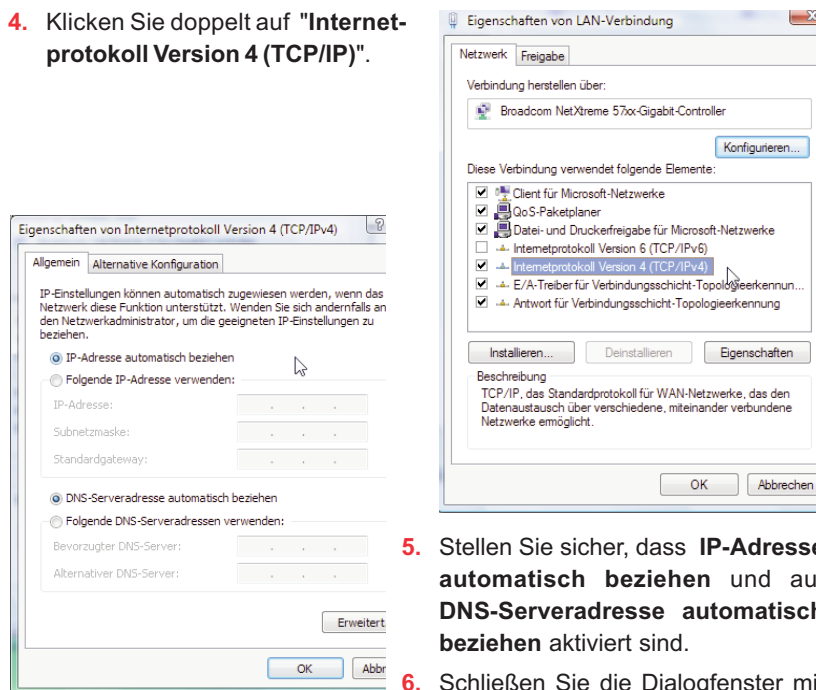 4. Klicken Sie doppelt auf "Internet-
protokoll Version 4 (TCP/IP)".
Eigenschaften von LAN-Verbindung
Netzwerk Freigabe
Verbindung herstellen über:
Broadcom NetXtreme 57xx-Gigabit-Controller
Konfigurieren...
Diese Verbindung verwendet folgende Elemente:
Client für Microsoft-Netzwerke
QoS-Paketplaner
Datei- und Druckerfreigabe für Microsoft-Netzwerke
Internetprotokoll Version 6 (TCP/IPv6)
Internetprotokoll Version 4 (TCP/IPv4)
E/A-Treiber für Verbindungsschicht-Topologieerkennun...
Antwort für Verbindungsschicht-Topologieerkennung
Installieren... Deinstallieren Eigenschaften
Beschreibung
TCP/IP, das Standardprotokoll für WAN-Netzwerke, das den
Datenaustausch über verschiedene, miteinander verbundene
Netzwerke ermöglicht.
OK Abbrechen
Eigenschaften von Internetprotokoll Version 4 (TCP/IPv4)
Allgemein Alternative Konfiguration
IP-Einstellungen können automatisch zugewiesen werden, wenn das
Netzwerk diese Funktion unterstützt. Wenden Sie sich andernfalls an
den Netzwerkadministrator, um die geeigneten IP-Einstellungen zu
beziehen.
IP-Adresse automatisch beziehen
Folgende IP-Adresse verwenden:
IP-Adresse:
Subnetzmaske:
Standardgateway:
DNS-Serveradresse automatisch beziehen
Folgende DNS-Serveradressen verwenden:
Bevorzugter DNS-Server:
Alternativer DNS-Server:
Erweitert
OK Abbr
5. Stellen Sie sicher, dass IP-Adresse
automatisch beziehen und au
DNS-Serveradresse automatisch
beziehen aktiviert sind.
6. Schließen Sie die Dialogfenster mi